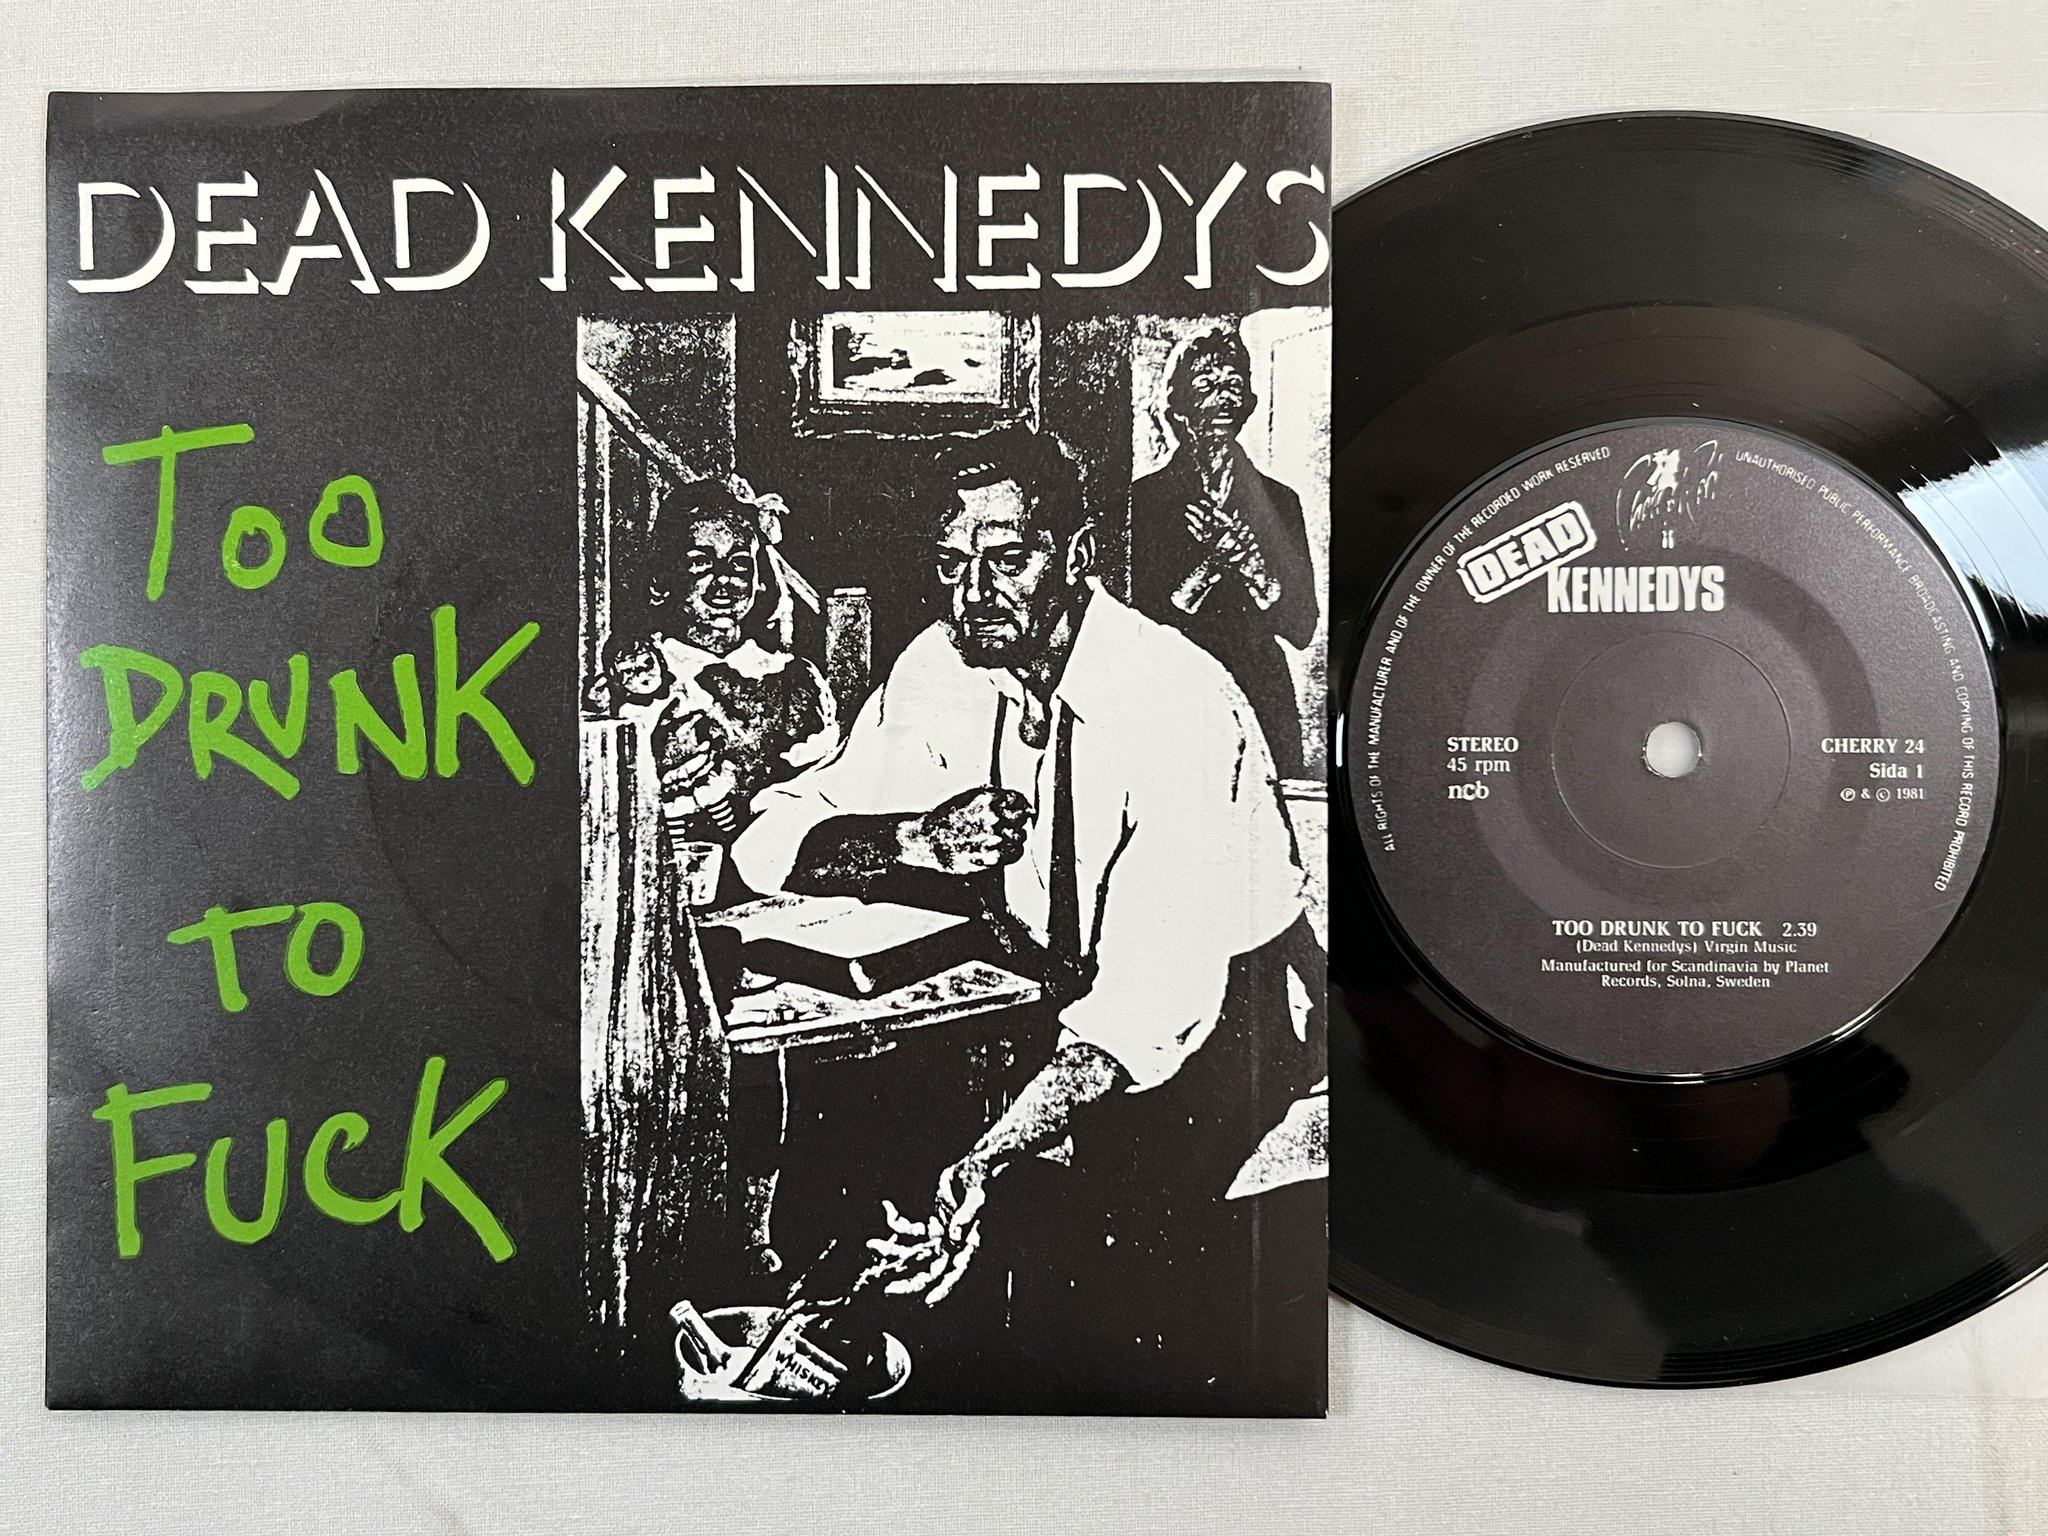 DEAD KENNEDYS
Too
DRUNK
TO
FUCK
WHISKY
ALL RIGHTS OF THE MANUFACTURER AND OF THE OWNER OF THE RECORDED WORK RESERVED
UNAUTHORISED PUBLIC PERFORMANCE BROADCASTING AND COPYING OF THIS RECORD PROHIBITED
Cherry Red
DEAD
KENNEDYS
STEREO
45 rpm
ncb
CHERRY 24
Sida 1
℗ & © 1981
TOO DRUNK TO FUCK 2.39
(Dead Kennedys) Virgin Music
Manufactured for Scandinavia by Planet
Records, Solna, Sweden